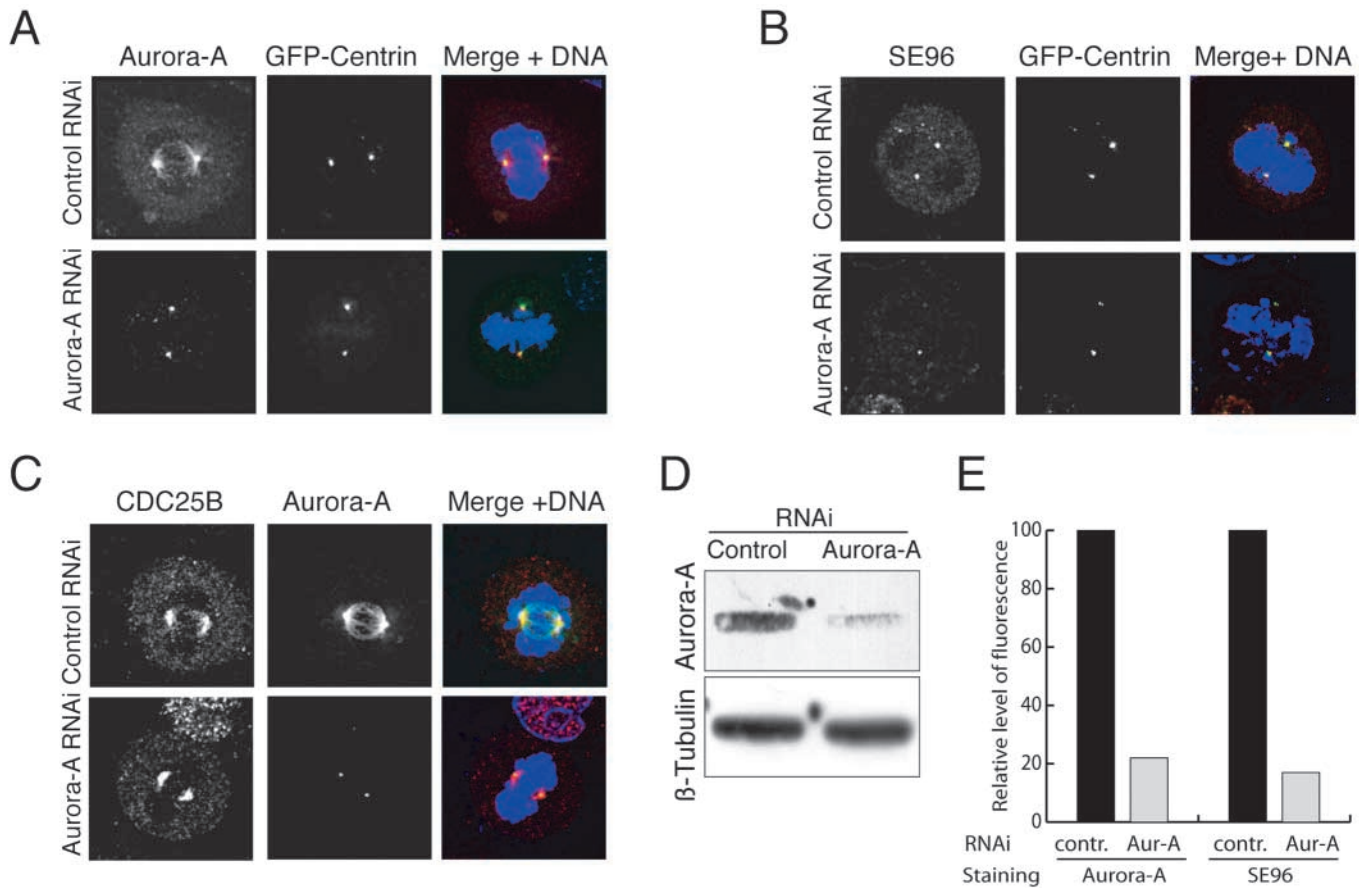 A
Aurora-A GFP-Centrin Merge + DNA
Control RNAi
Aurora-A RNAi
B
SE96 GFP-Centrin Merge+ DNA
Control RNAi
Aurora-A RNAi
C
CDC25B Aurora-A Merge +DNA
Control RNAi
Aurora-A RNAi
D
RNAi
Control Aurora-A
Aurora-A
ß-Tubulin
E
Relative level of fluorescence
100
80
60
40
20
0
RNAi contr. Aur-A contr. Aur-A
Staining Aurora-A SE96